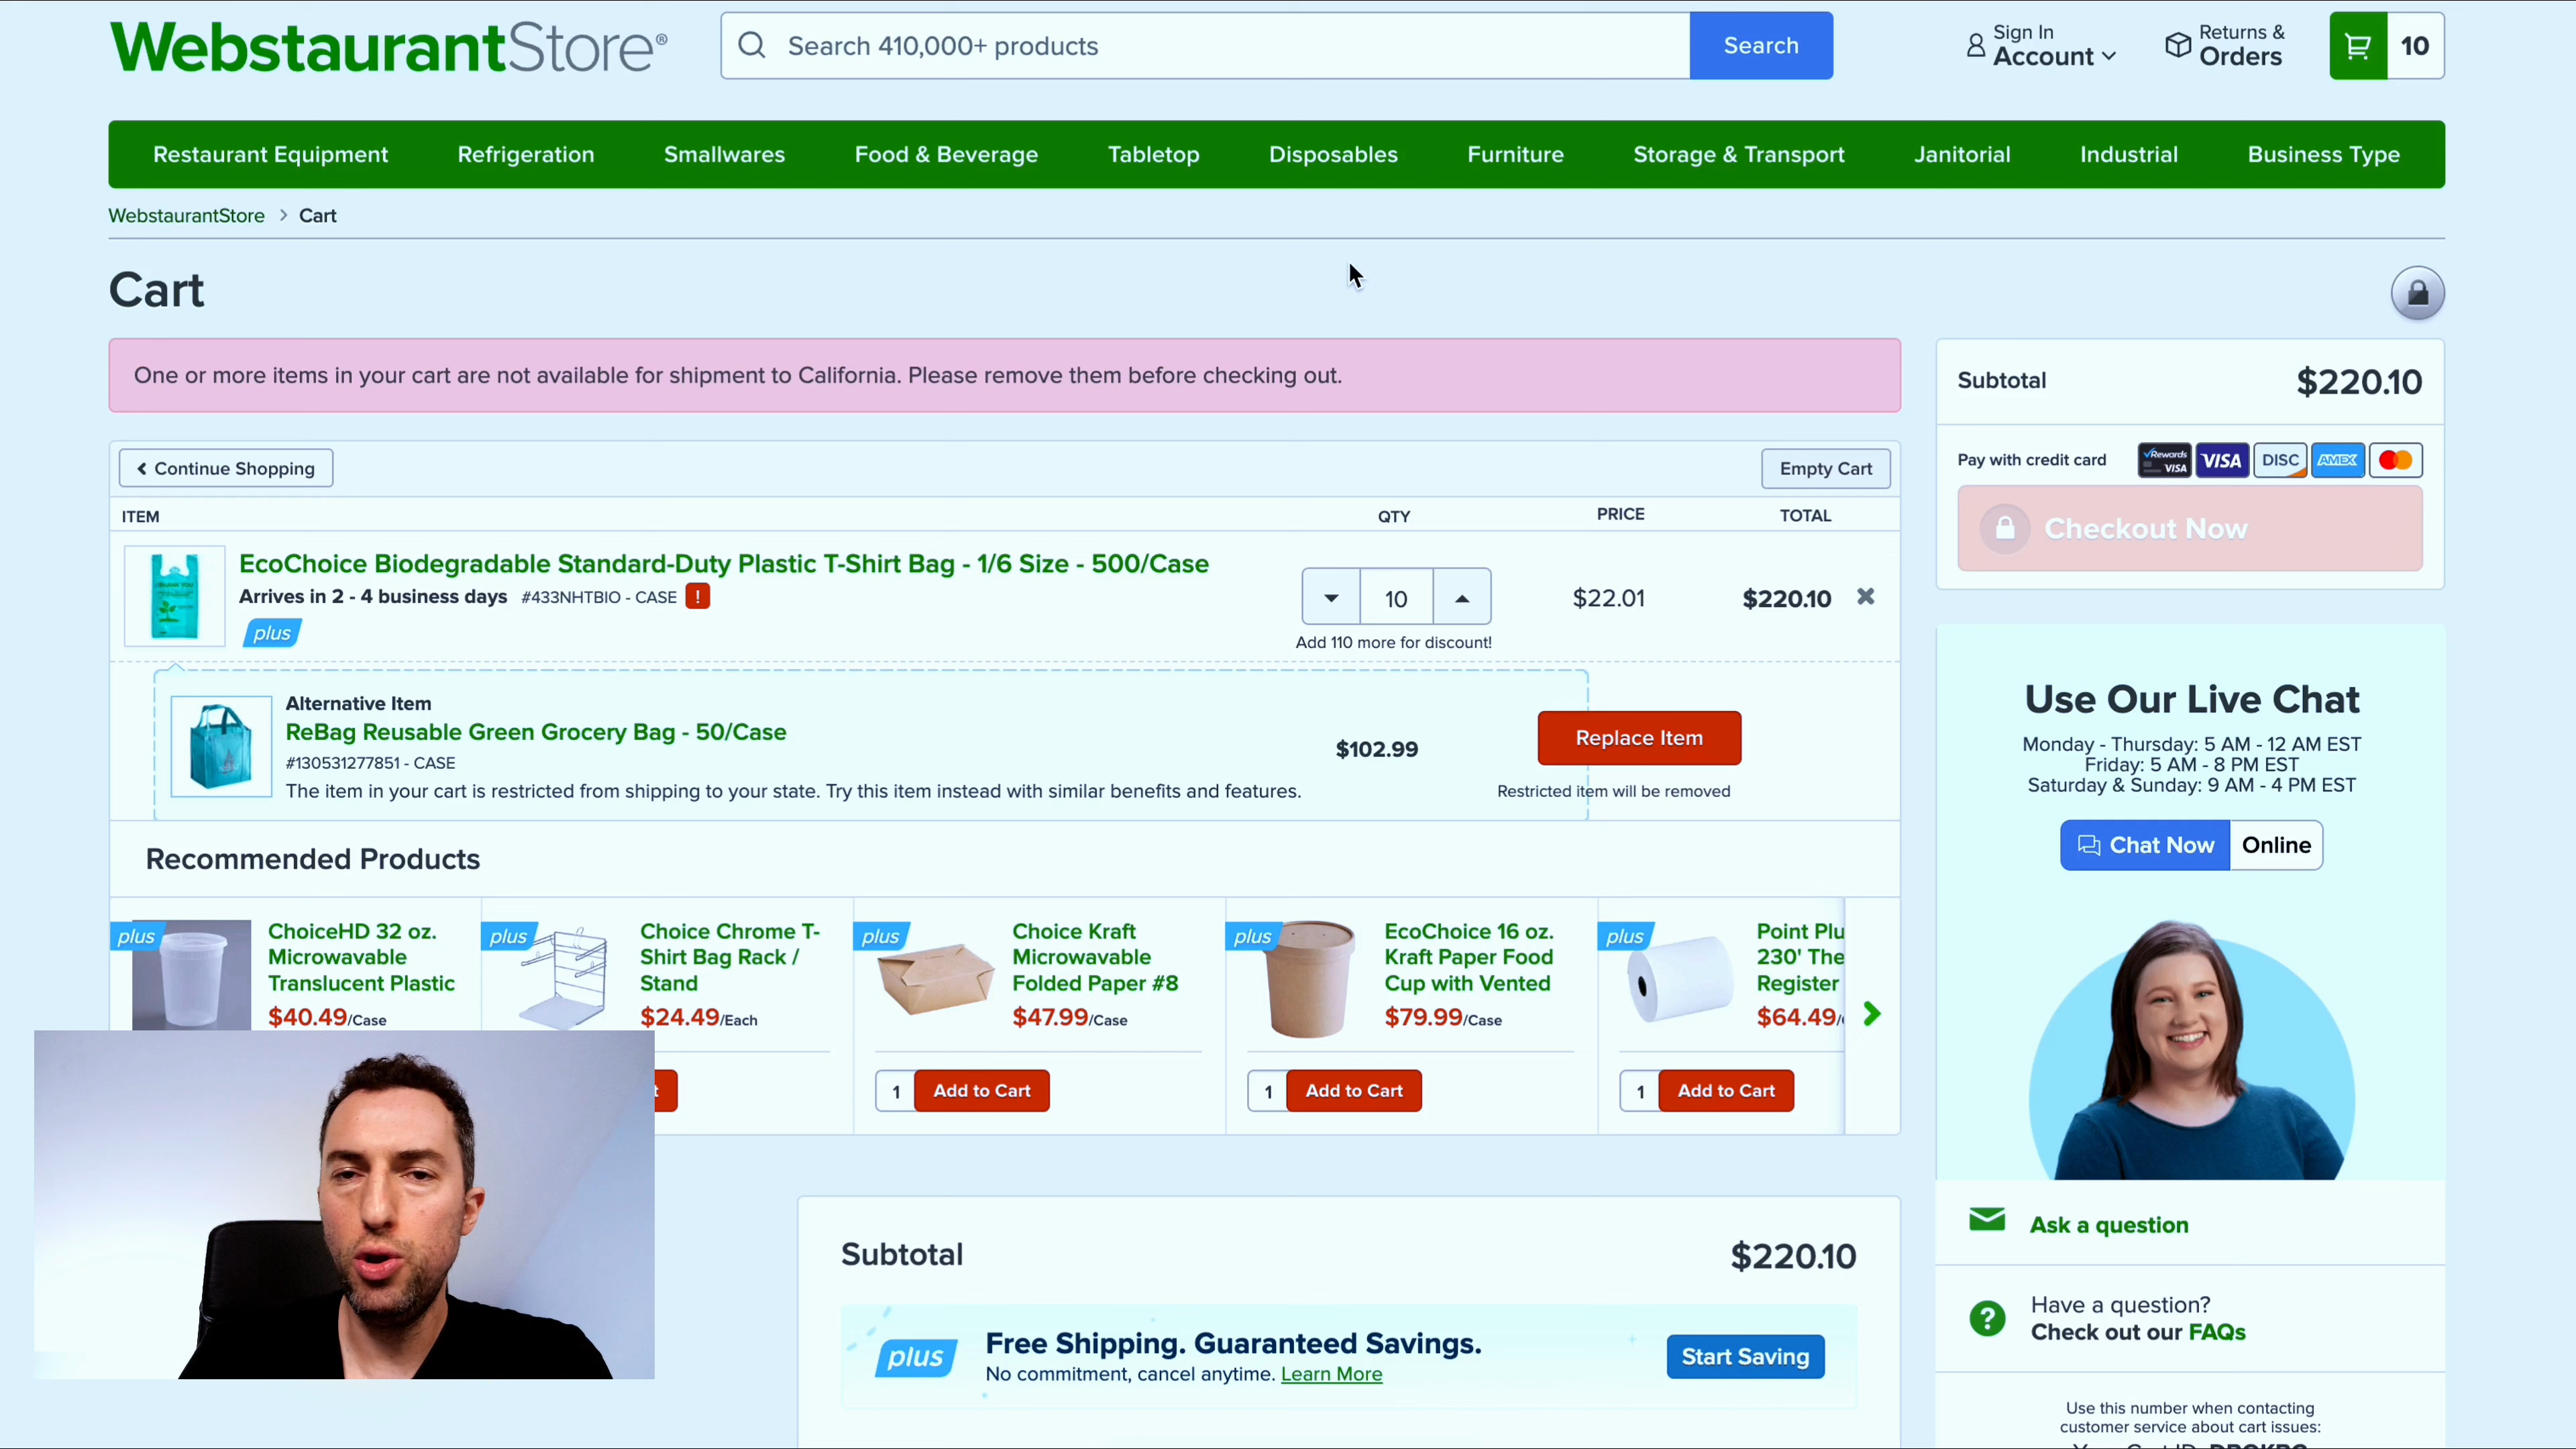 WebstaurantStore®
Search 410,000+ products
Search
Sign In
Account
Returns &
Orders
10
Restaurant Equipment
Refrigeration
Smallwares
Food & Beverage
Tabletop
Disposables
Furniture
Storage & Transport
Janitorial
Industrial
Business Type
WebstaurantStore > Cart
Cart
One or more items in your cart are not available for shipment to California. Please remove them before checking out.
Continue Shopping
Empty Cart
ITEM
QTY
PRICE
TOTAL
EcoChoice Biodegradable Standard-Duty Plastic T-Shirt Bag - 1/6 Size - 500/Case
Arrives in 2 - 4 business days #433NHTBIO - CASE !
plus
10
Add 110 more for discount!
$22.01
$220.10
Alternative Item
ReBag Reusable Green Grocery Bag - 50/Case
#130531277851 - CASE
The item in your cart is restricted from shipping to your state. Try this item instead with similar benefits and features.
$102.99
Replace Item
Restricted item will be removed
Recommended Products
plus
ChoiceHD 32 oz.
Microwavable
Translucent Plastic
$40.49/Case
plus
Choice Chrome T-
Shirt Bag Rack /
Stand
$24.49/Each
plus
Choice Kraft
Microwavable
Folded Paper #8
$47.99/Case
1
Add to Cart
plus
EcoChoice 16 oz.
Kraft Paper Food
Cup with Vented
$79.99/Case
1
Add to Cart
plus
Point Plu
230' The
Register
$64.49/
1
Add to Cart
Subtotal
$220.10
plus
Free Shipping. Guaranteed Savings.
No commitment, cancel anytime. Learn More
Start Saving
Subtotal
$220.10
Pay with credit card
Rewards VISA
VISA
DISC
AMEX
Checkout Now
Use Our Live Chat
Monday - Thursday: 5 AM - 12 AM EST
Friday: 5 AM - 8 PM EST
Saturday & Sunday: 9 AM - 4 PM EST
Chat Now
Online
Ask a question
Have a question?
Check out our FAQs
Use this number when contacting
customer service about cart issues: